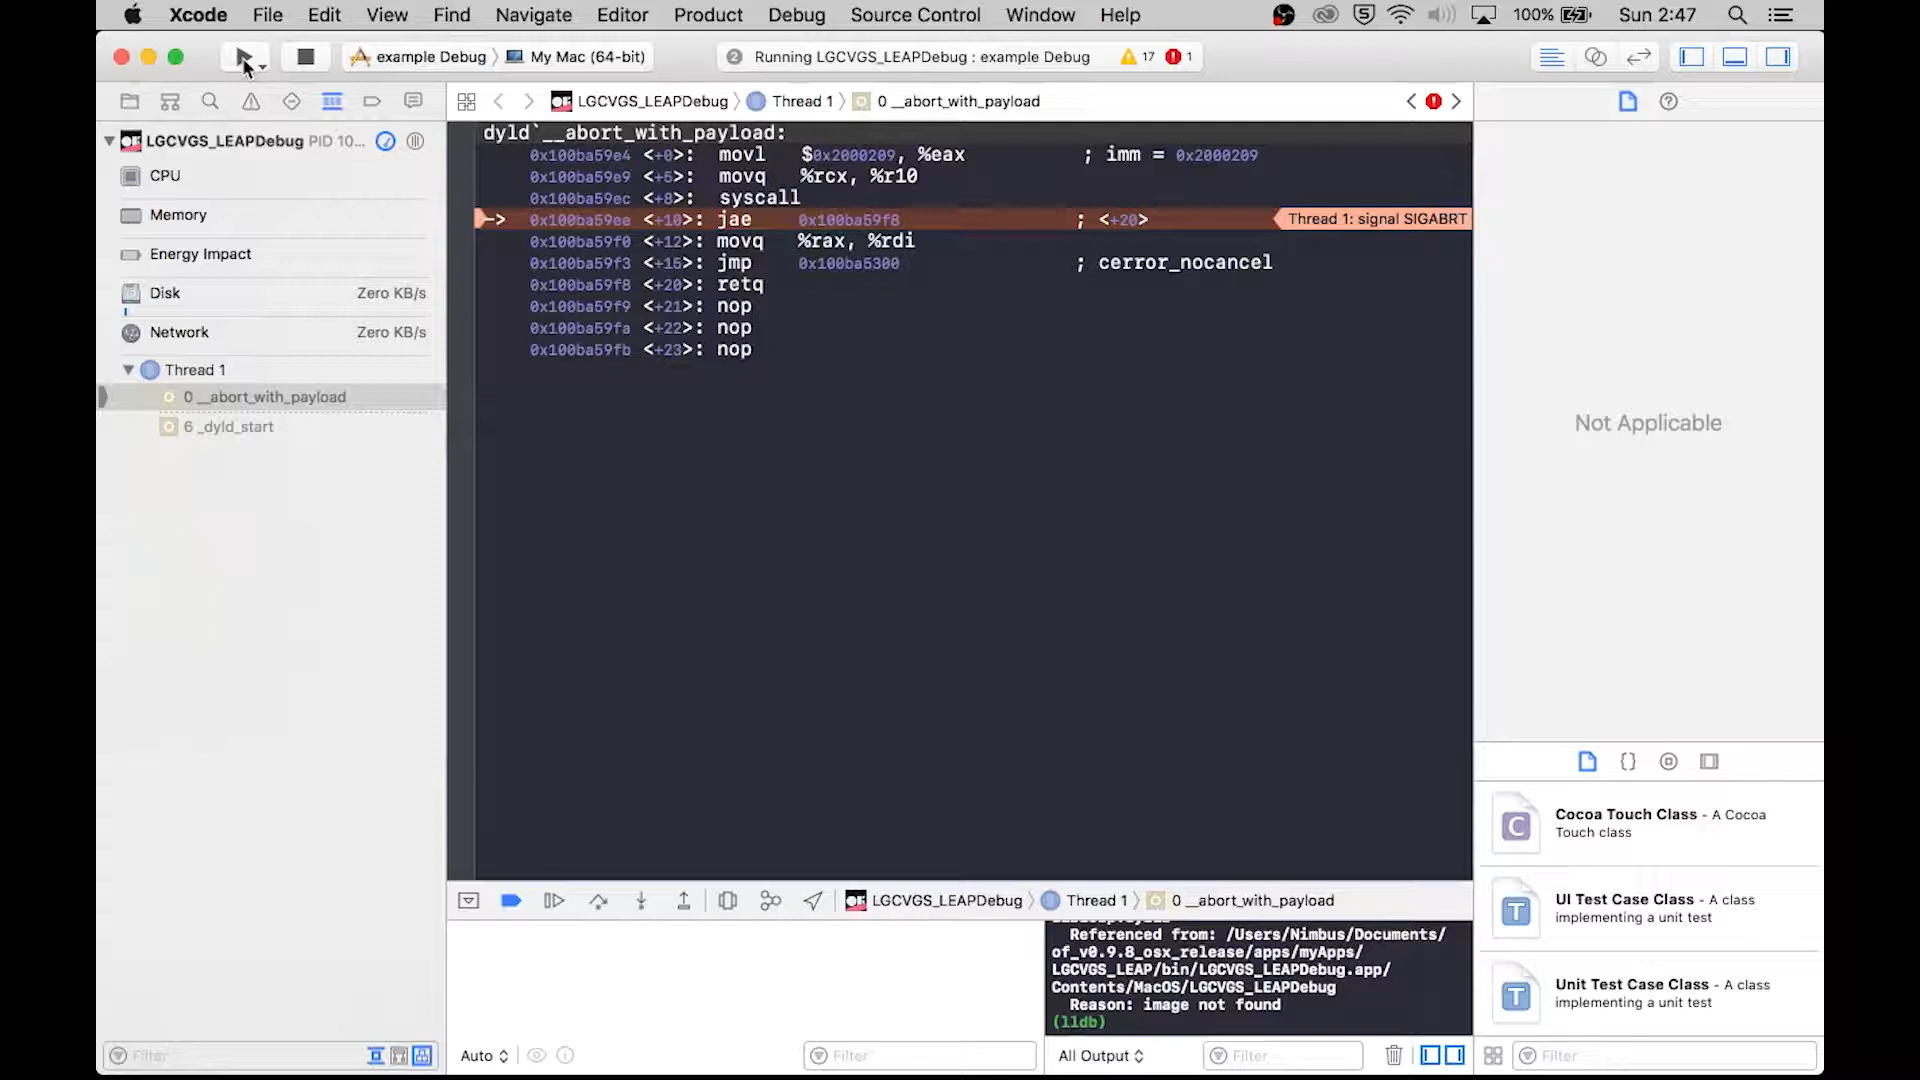 Xcode File Edit View Find Navigate Editor Product Debug Source Control Window Help 5 100% Sun 2:47
example Debug My Mac (64-bit) 2 Running LGCVGS_LEAPDebug : example Debug 17 1
LGCVGS_LEAPDebug Thread 1 0 __abort_with_payload
LGCVGS_LEAPDebug PID 10...
CPU
Memory
Energy Impact
Disk Zero KB/s
Network Zero KB/s
Thread 1
0 __abort_with_payload
6 _dyld_start
dyld`__abort_with_payload:
0x100ba59e4 <+0>: movl $0x2000209, %eax ; imm = 0x2000209
0x100ba59e9 <+5>: movq %rcx, %r10
0x100ba59ec <+8>: syscall
-> 0x100ba59ee <+10>: jae 0x100ba59f8 ; <+20> Thread 1: signal SIGABRT
0x100ba59f0 <+12>: movq %rax, %rdi
0x100ba59f3 <+15>: jmp 0x100ba5300 ; cerror_nocancel
0x100ba59f8 <+20>: retq
0x100ba59f9 <+21>: nop
0x100ba59fa <+22>: nop
0x100ba59fb <+23>: nop
Not Applicable
C Cocoa Touch Class - A Cocoa
Touch class
T UI Test Case Class - A class
implementing a unit test
T Unit Test Case Class - A class
implementing a unit test
LGCVGS_LEAPDebug Thread 1 0 __abort_with_payload
Referenced from: /Users/Nimbus/Documents/
of_v0.9.8_osx_release/apps/myApps/
LGCVGS_LEAP/bin/LGCVGS_LEAPDebug.app/
Contents/MacOS/LGCVGS_LEAPDebug
Reason: image not found
(lldb)
Filter Auto Filter All Output Filter Filter